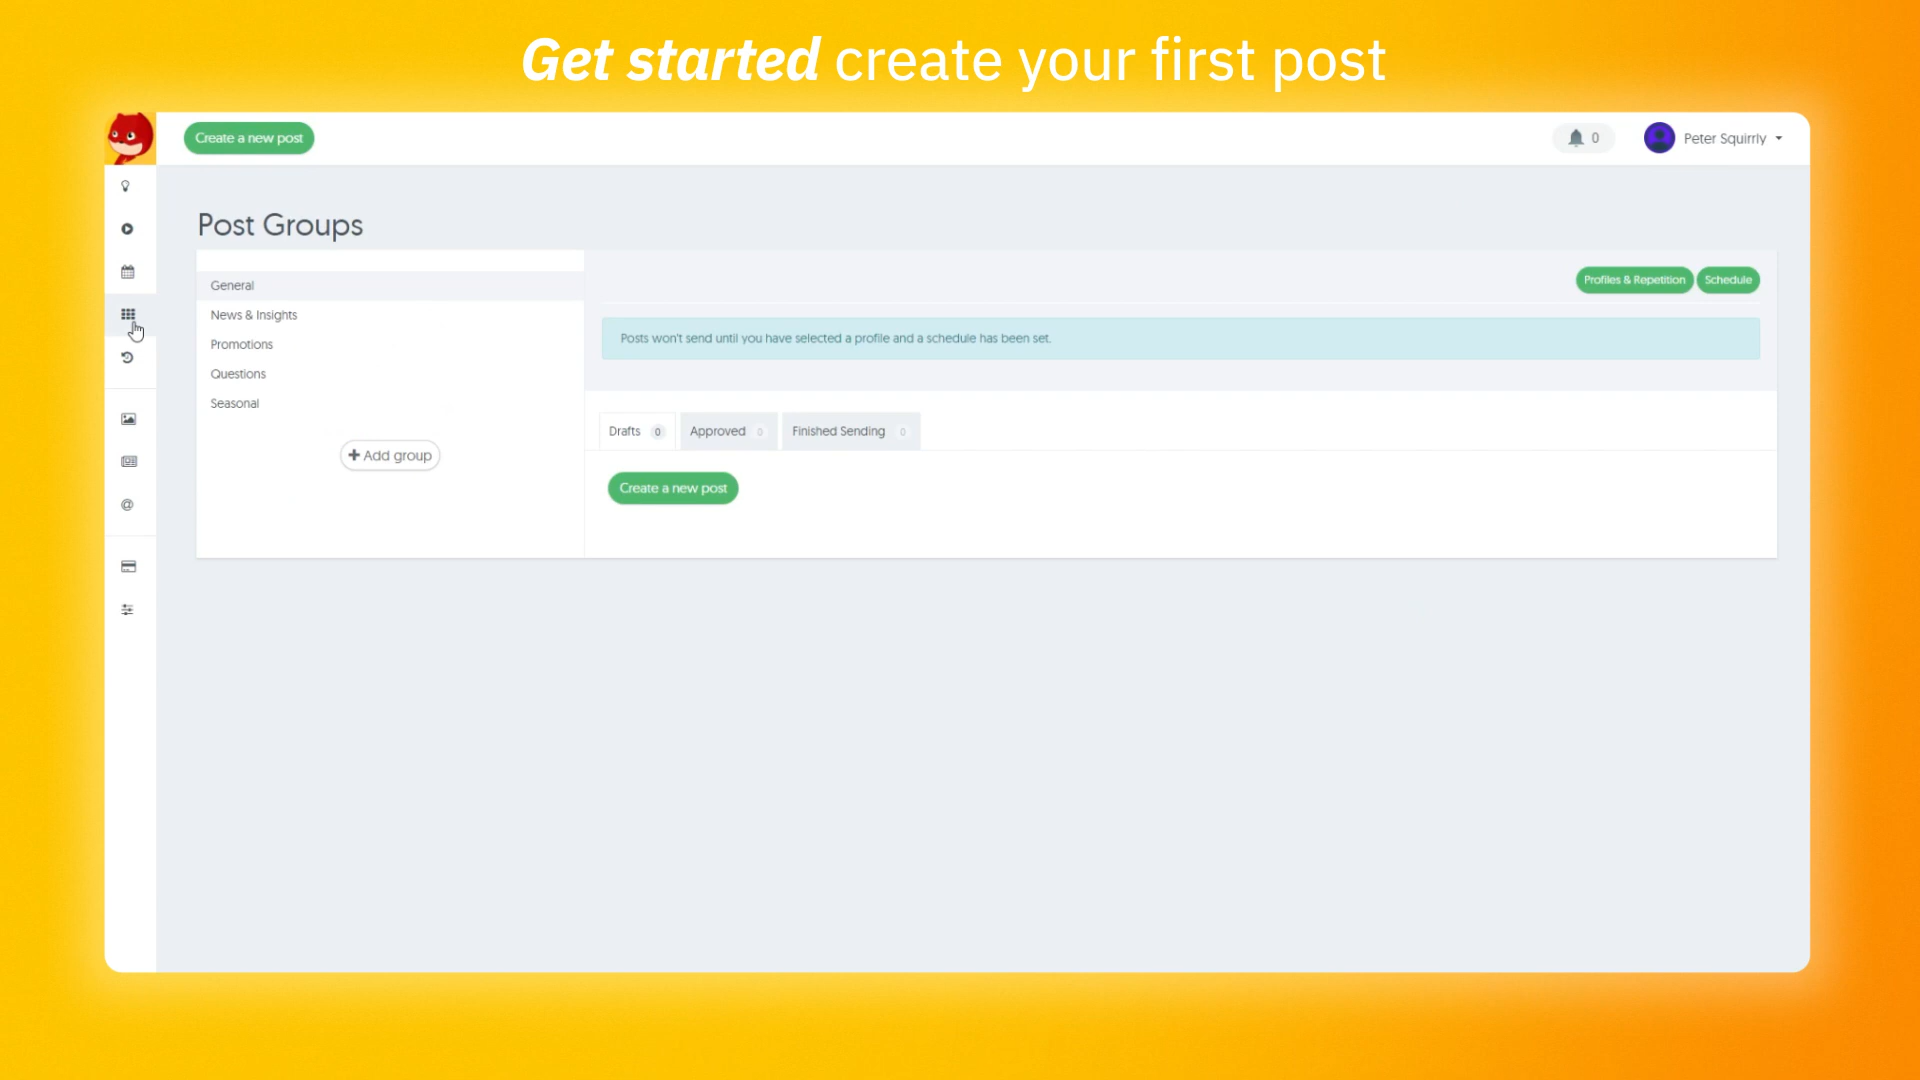 Get started create your first post
Create a new post
0
Peter Squirrly
Post Groups
General
News & Insights
Promotions
Questions
Seasonal
+ Add group
Profiles & Repetition
Schedule
Posts won't send until you have selected a profile and a schedule has been set.
Drafts 0
Approved 0
Finished Sending 0
Create a new post